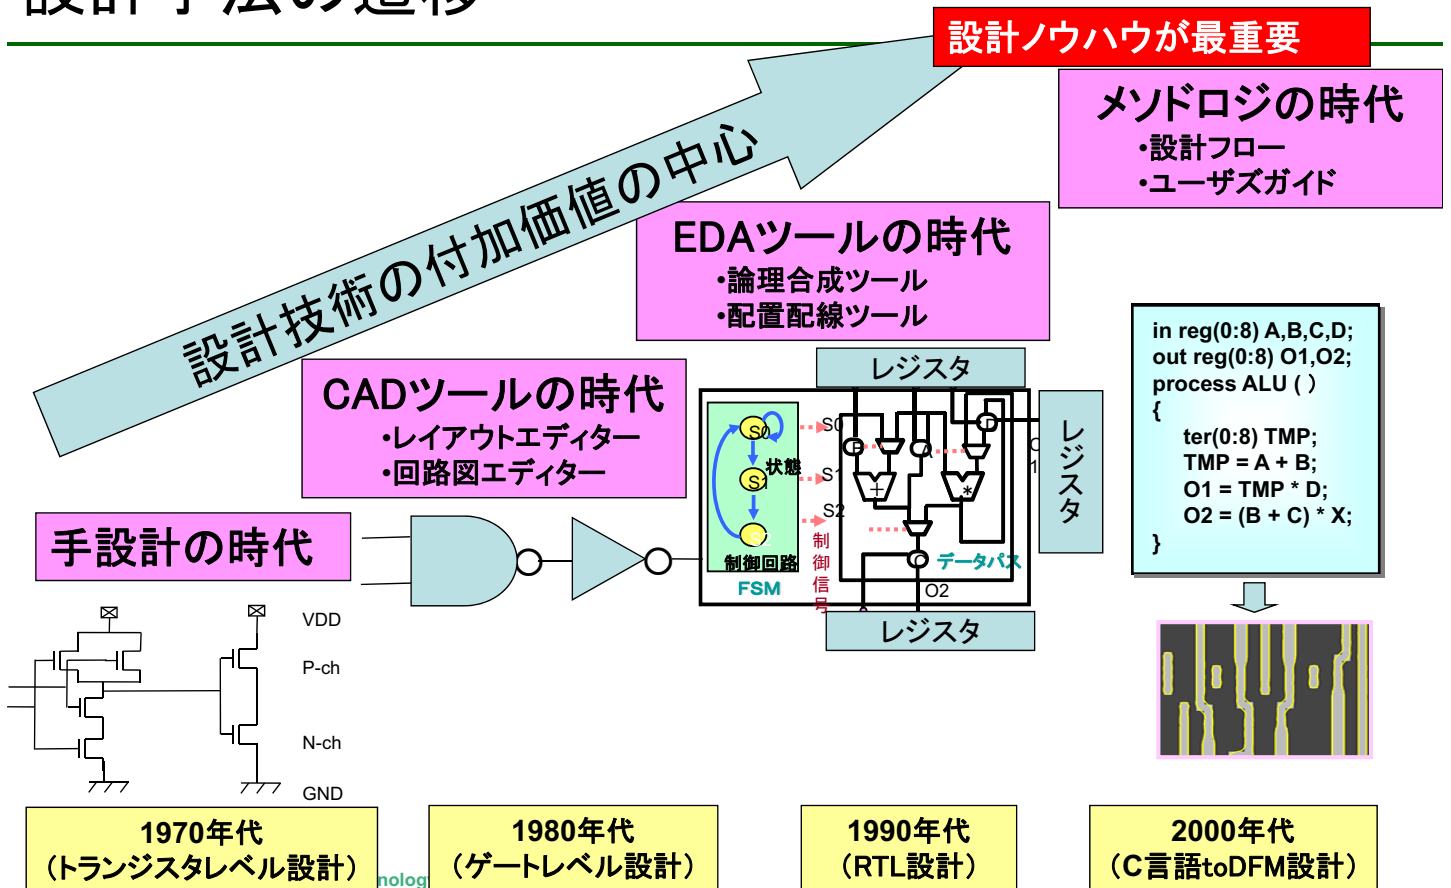 設計手法の遷移
設計ノウハウが最重要
メソドロジの時代
・設計フロー
・ユーザズガイド
設計技術の付加価値の中心
EDAツールの時代
・論理合成ツール
・配置配線ツール
CADツールの時代
・レイアウトエディター
・回路図エディター
手設計の時代
VDD
P-ch
N-ch
GND
レジスタ
S0
状態
S1
S2
制御回路
FSM
S0
S1
S2
制御信号
B
A
D
+
*
C
データパス
O2
レジスタ
レジスタ
in reg(0:8) A,B,C,D;
out reg(0:8) O1,O2;
process ALU ( )
{
ter(0:8) TMP;
TMP = A + B;
O1 = TMP * D;
O2 = (B + C) * X;
}
1970年代
（トランジスタレベル設計）
1980年代
（ゲートレベル設計）
1990年代
（RTL設計）
2000年代
（C言語toDFM設計）